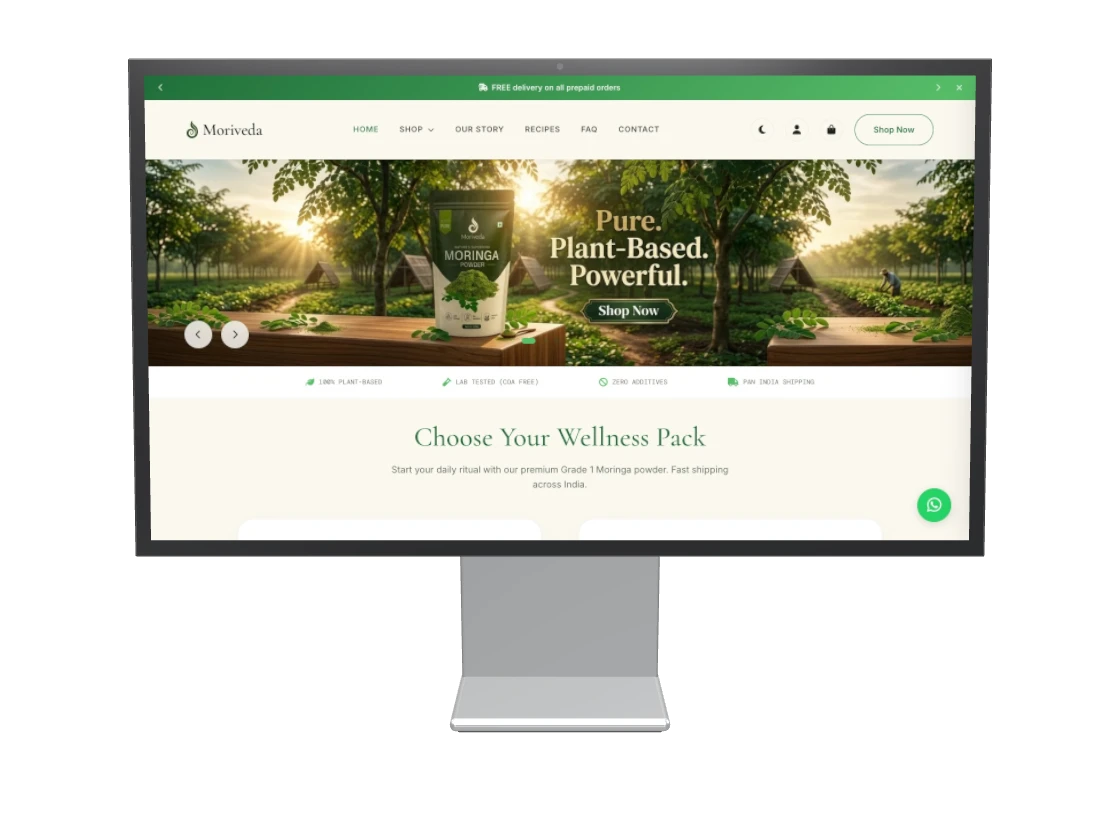 FREE delivery on all prepaid orders
Moriveda
HOME
SHOP
OUR STORY
RECIPES
FAQ
CONTACT
Shop Now
Moriveda
MORINGA
POWDER
Pure.
Plant-Based.
Powerful.
Shop Now
100% PLANT-BASED
LAB TESTED (COA FREE)
ZERO ADDITIVES
PAN INDIA SHIPPING
Choose Your Wellness Pack
Start your daily ritual with our premium Grade 1 Moringa powder. Fast shipping
across India.